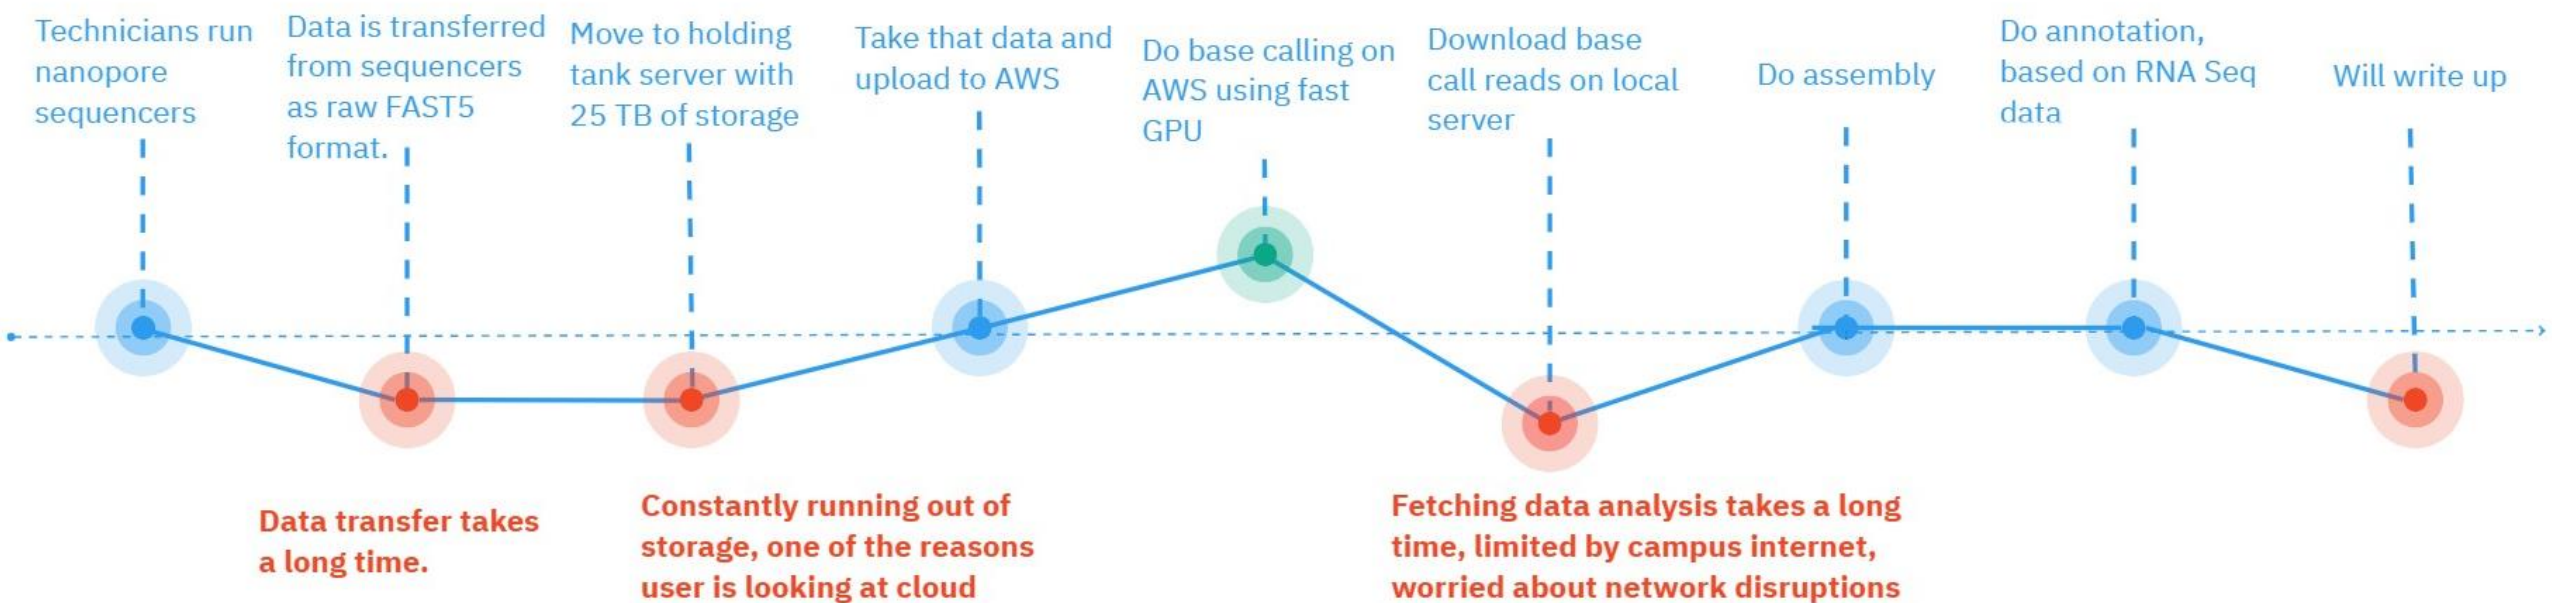 Technicians run
nanopore
sequencers
Data is transferred
from sequencers
as raw FAST5
format.
Move to holding
tank server with
25 TB of storage
Take that data and
upload to AWS
Do base calling on
AWS using fast
GPU
Download base
call reads on local
server
Do assembly
Do annotation,
based on RNA Seq
data
Will write up
Data transfer takes
a long time.
Constantly running out of
storage, one of the reasons
user is looking at cloud
Fetching data analysis takes a long
time, limited by campus internet,
worried about network disruptions